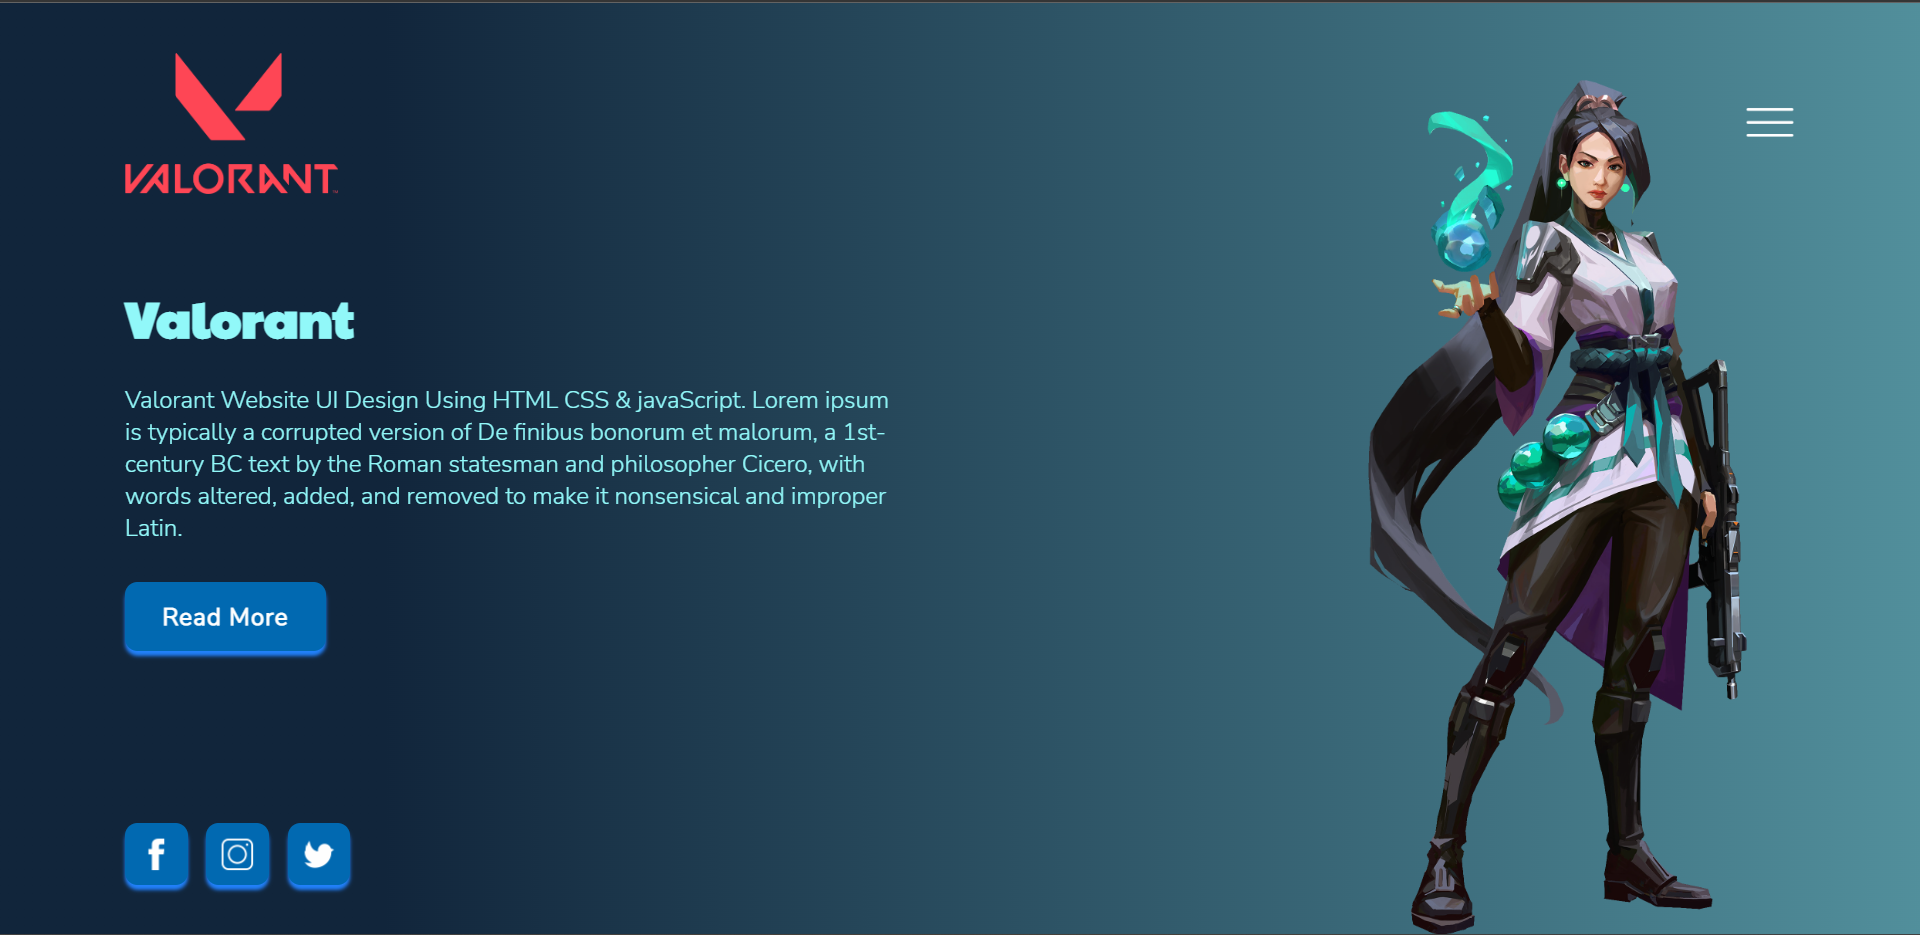 VALORANT
Valorant
Valorant Website UI Design Using HTML CSS & javaScript. Lorem ipsum
is typically a corrupted version of De finibus bonorum et malorum, a 1st-
century BC text by the Roman statesman and philosopher Cicero, with
words altered, added, and removed to make it nonsensical and improper
Latin.
Read More